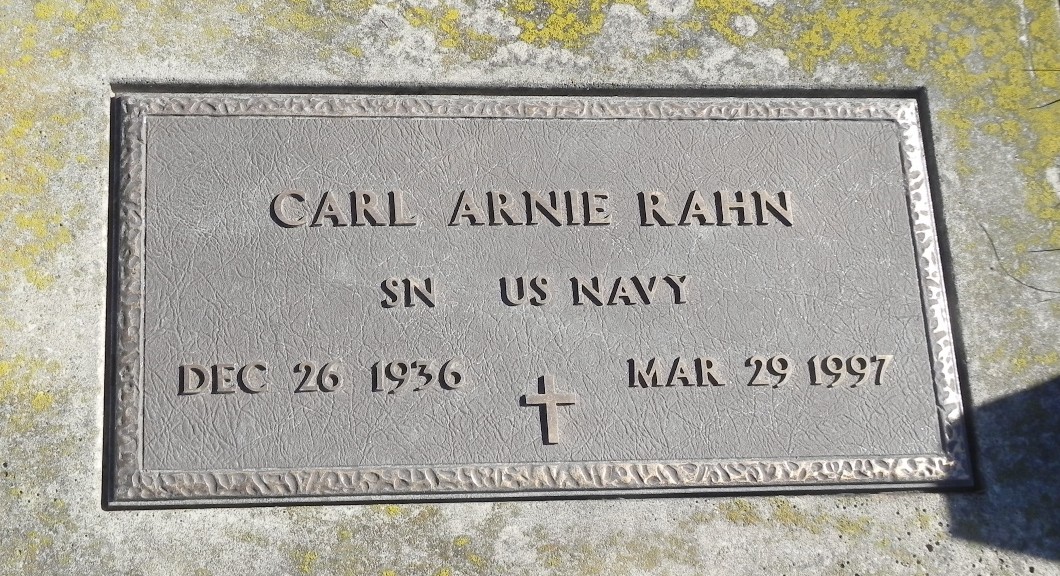 CARL ARNIE RAHN
SN US NAVY
DEC 26 1936 MAR 29 1997